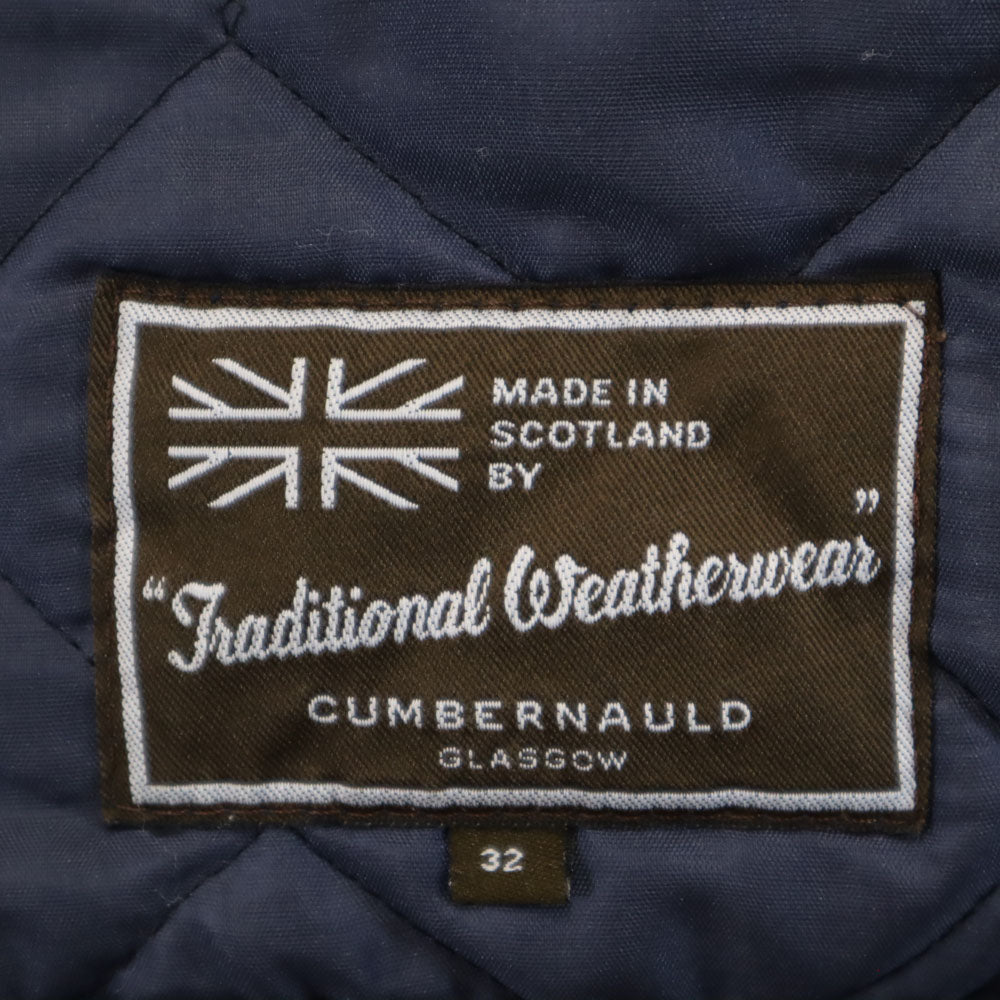 MADE IN
SCOTLAND
BY
"Traditional Weatherwear"
CUMBERNAULD
GLASGOW
32